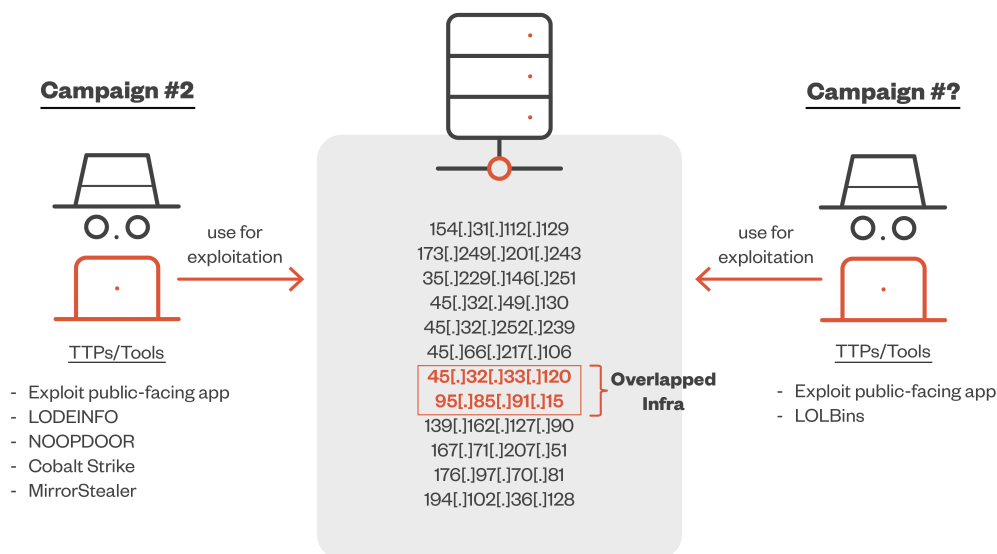 Campaign #2
use for
exploitation
TTPs/Tools
- Exploit public-facing app
- LODEINFO
- NOOPDOOR
- Cobalt Strike
- MirrorStealer
154[.]31[.]112[.]129
173[.]249[.]201[.]243
35[.]229[.]146[.]251
45[.]32[.]49[.]130
45[.]32[.]252[.]239
45[.]66[.]217[.]106
45[.]32[.]33[.]120
95[.]85[.]91[.]15
139[.]162[.]127[.]90
167[.]71[.]207[.]51
176[.]97[.]70[.]81
194[.]102[.]36[.]128
Overlapped
Infra
Campaign #?
use for
exploitation
TTPs/Tools
- Exploit public-facing app
- LOLBins